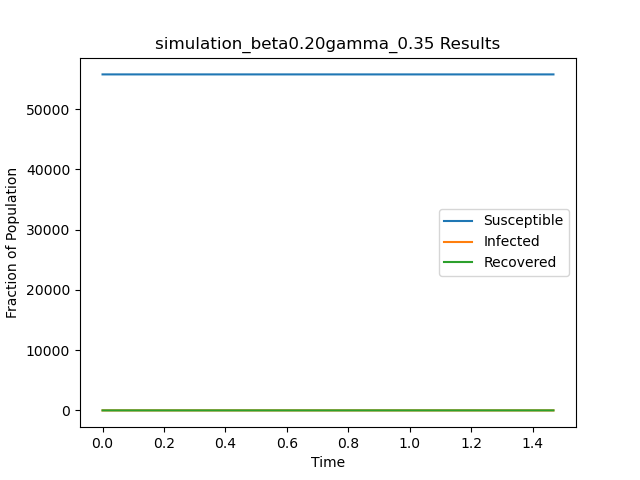 simulation_beta0.20gamma_0.35 Results
Fraction of Population
50000
40000
30000
20000
10000
0
Susceptible
Infected
Recovered
0.0 0.2 0.4 0.6 0.8 1.0 1.2 1.4
Time